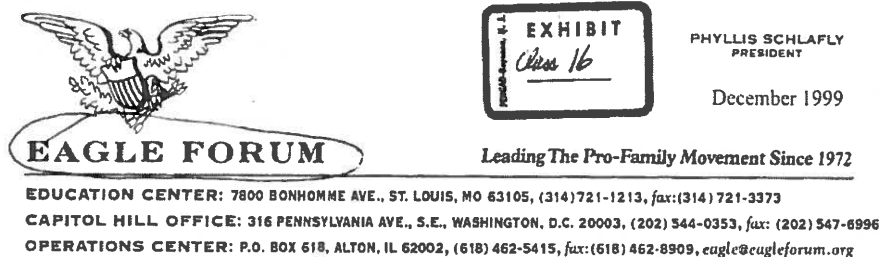 EXHIBIT
Class 16
PHYLLIS SCHLAFLY
PRESIDENT
December 1999
EAGLE FORUM
Leading The Pro-Family Movement Since 1972
EDUCATION CENTER: 7800 BONHOMME AVE., ST. LOUIS, MO 63105, (314) 721-1213, fax: (314) 721-3373
CAPITOL HILL OFFICE: 316 PENNSYLVANIA AVE., S.E., WASHINGTON, D.C. 20003, (202) 544-0353, fax: (202) 547-6996
OPERATIONS CENTER: P.O. BOX 618, ALTON, IL 62002, (618) 462-5415, fax: (618) 462-8909, eagle@eagleforum.org